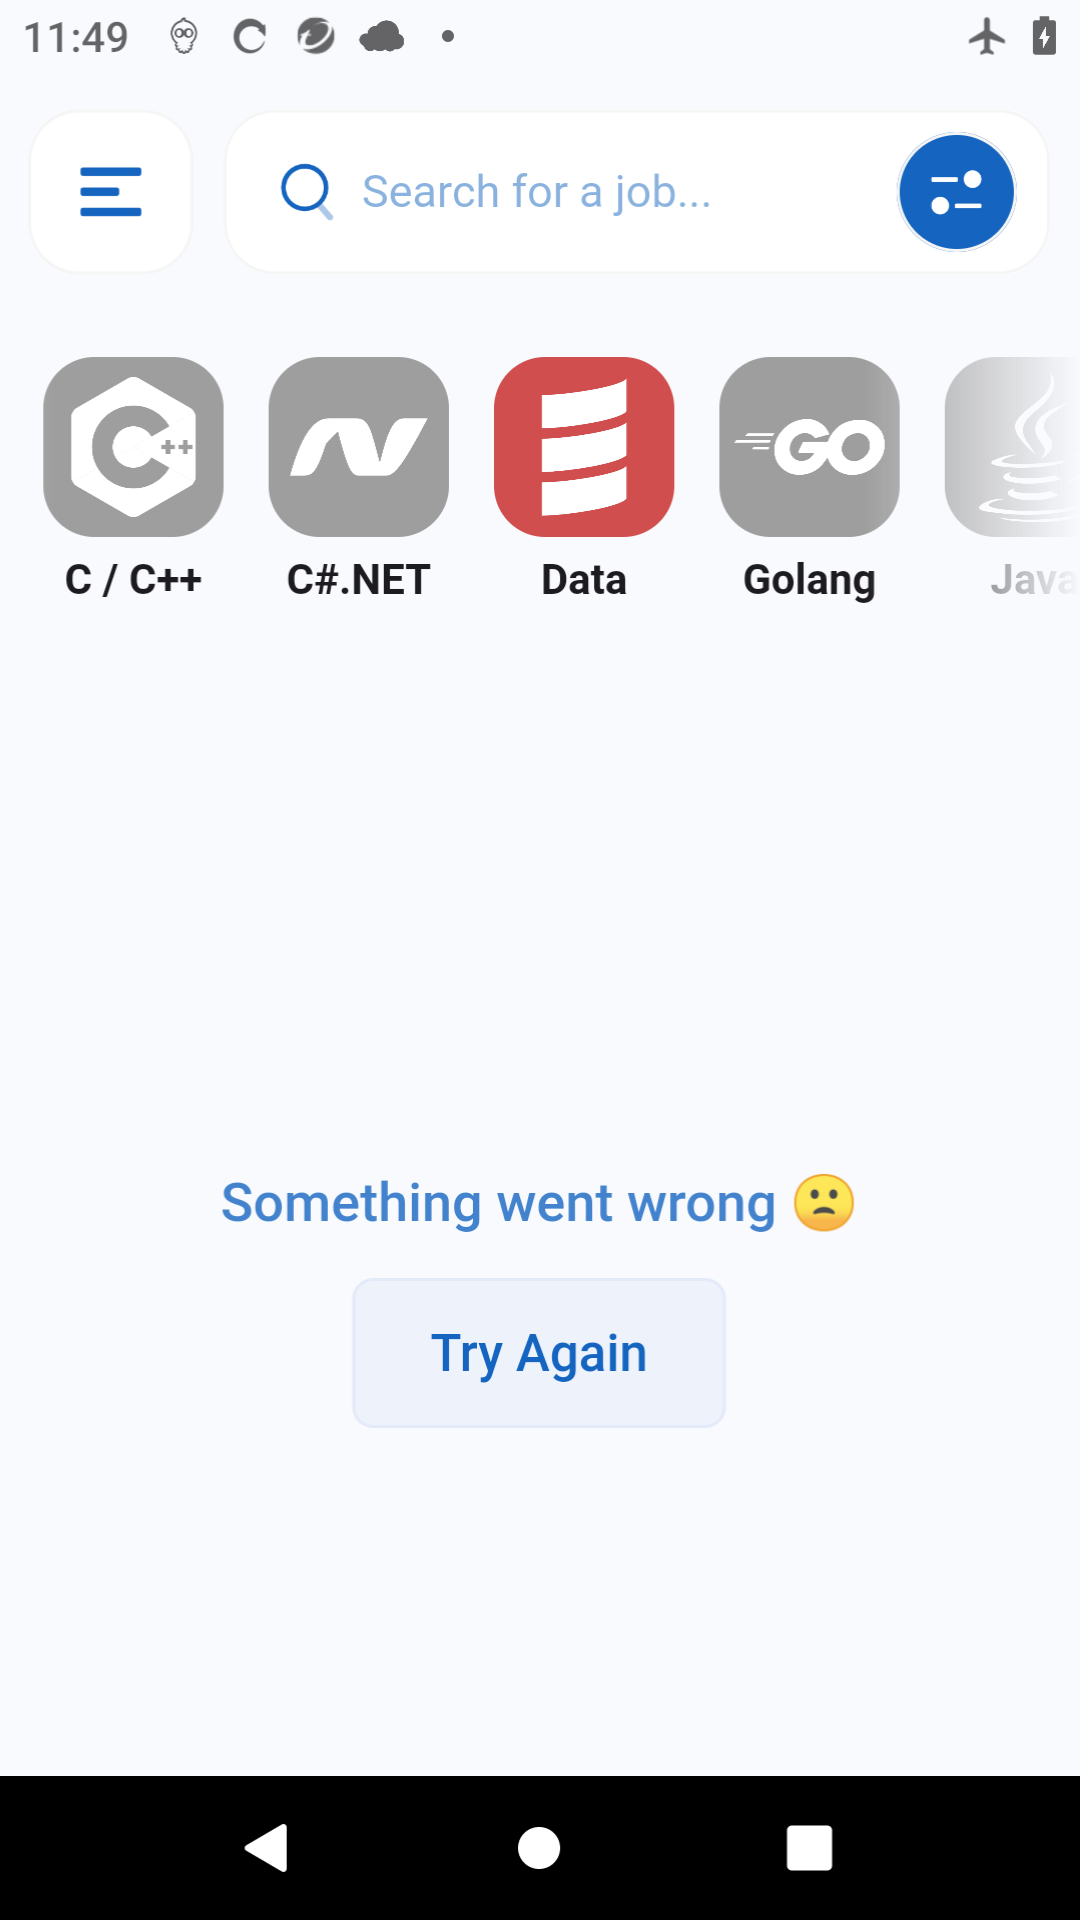 11:49
Search for a job...
C++
GO
C / C++
C#.NET
Data
Golang
Java
Something went wrong 🙁
Try Again